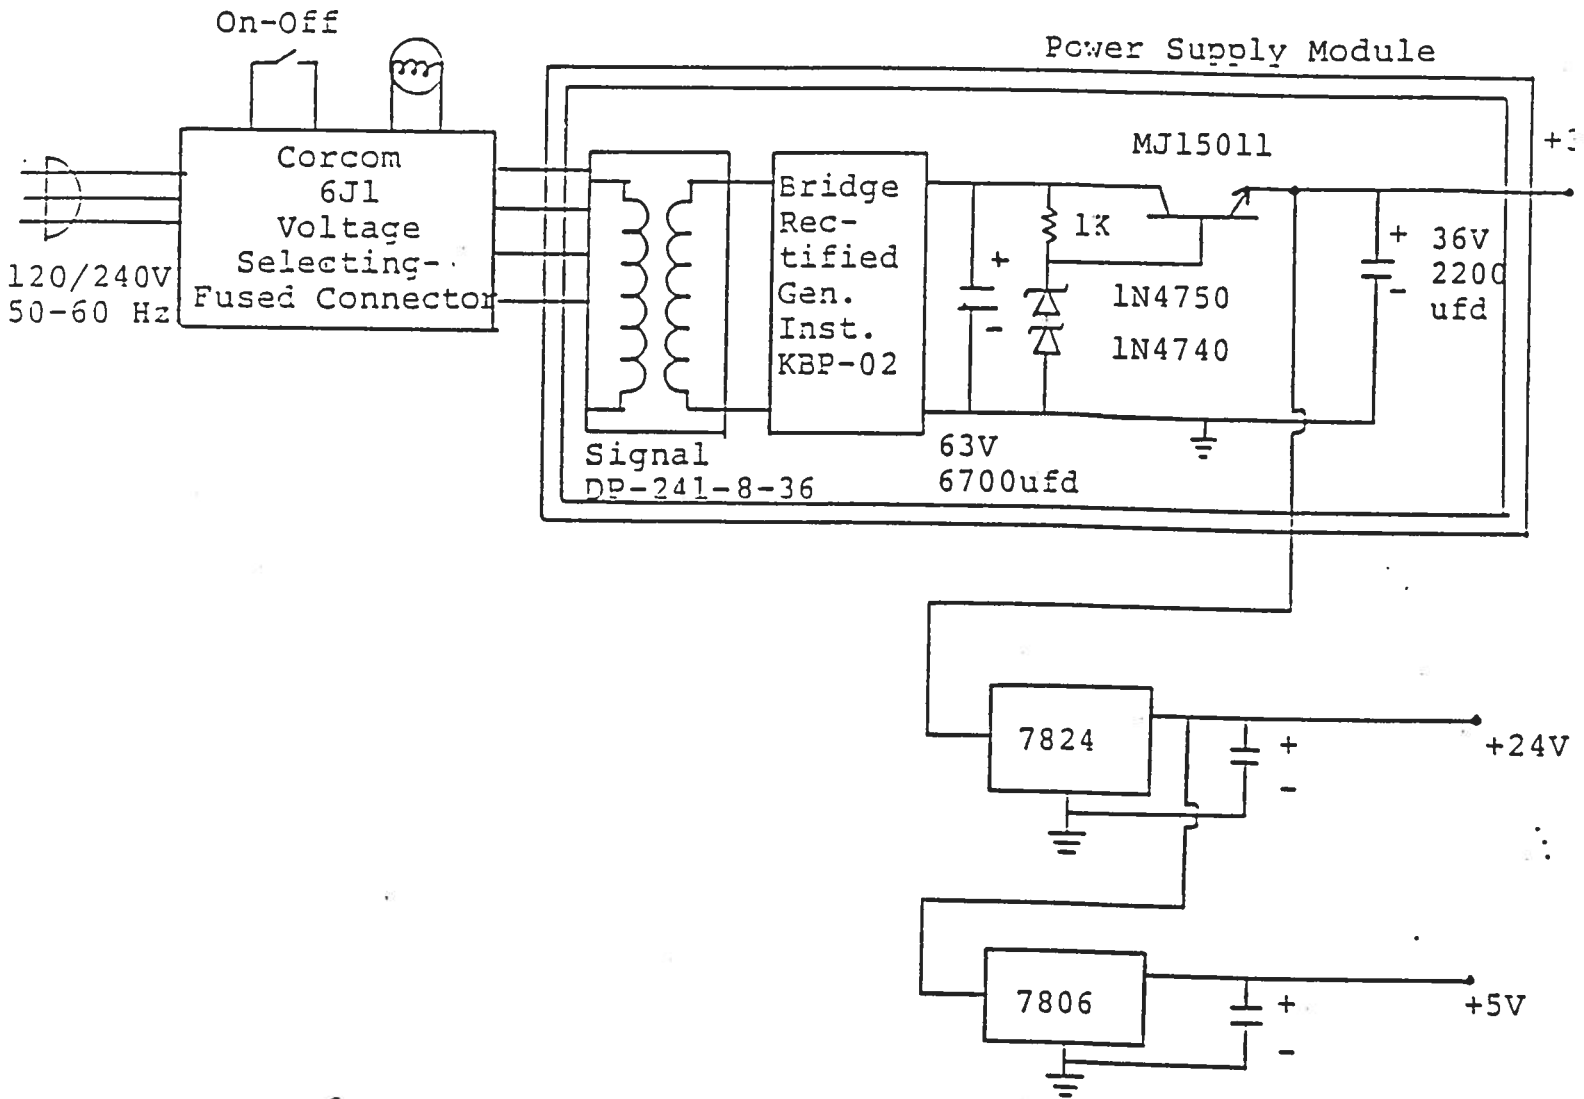 On-Off
Power Supply Module
Corcom
6J1
Voltage
Selecting-
Fused Connector
120/240V
50-60 Hz
Bridge
Rec-
tified
Gen.
Inst.
KBP-02
MJ15011
1K
+
-
1N4750
1N4740
+3
+
-
36V
2200
ufd
Signal
DP-241-8-36
63V
6700ufd
7824
+
-
+24V
7806
+
-
+5V